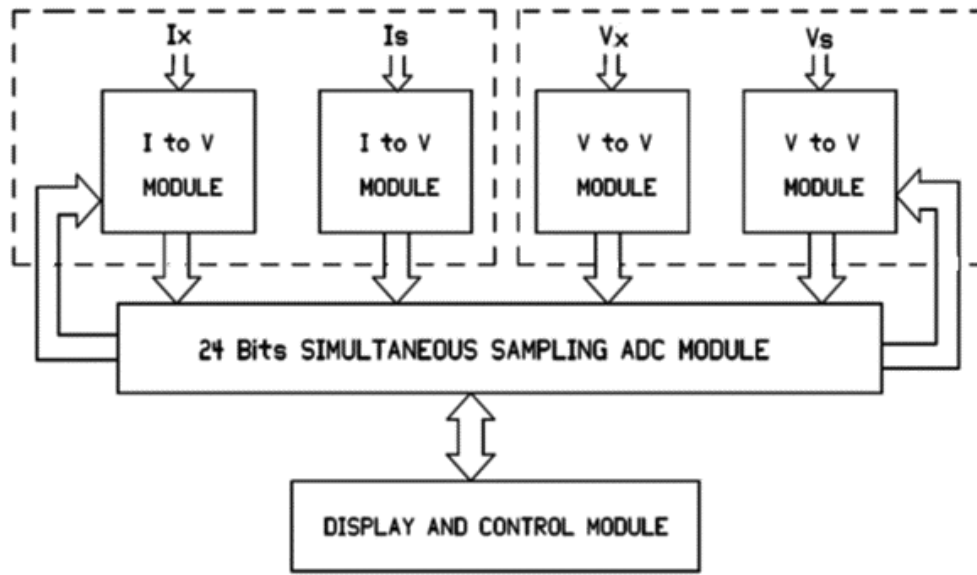 Ix
Is
Vx
Vs
I to V
MODULE
I to V
MODULE
V to V
MODULE
V to V
MODULE
24 Bits SIMULTANEOUS SAMPLING ADC MODULE
DISPLAY AND CONTROL MODULE